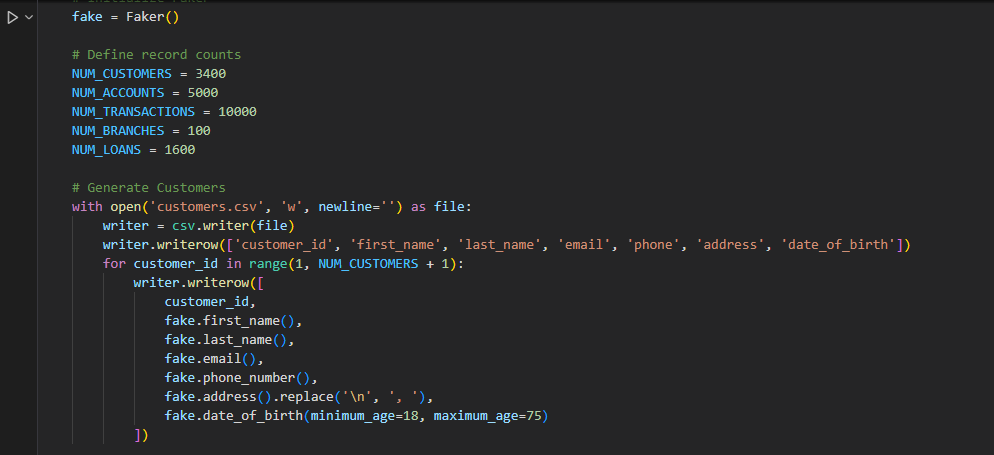 # Initialize Faker
fake = Faker()
# Define record counts
NUM_CUSTOMERS = 3400
NUM_ACCOUNTS = 5000
NUM_TRANSACTIONS = 10000
NUM_BRANCHES = 100
NUM_LOANS = 1600
# Generate Customers
with open('customers.csv', 'w', newline='') as file:
    writer = csv.writer(file)
    writer.writerow(['customer_id', 'first_name', 'last_name', 'email', 'phone', 'address', 'date_of_birth'])
    for customer_id in range(1, NUM_CUSTOMERS + 1):
        writer.writerow([
            customer_id,
            fake.first_name(),
            fake.last_name(),
            fake.email(),
            fake.phone_number(),
            fake.address().replace('\n', ', '),
            fake.date_of_birth(minimum_age=18, maximum_age=75)
        ])